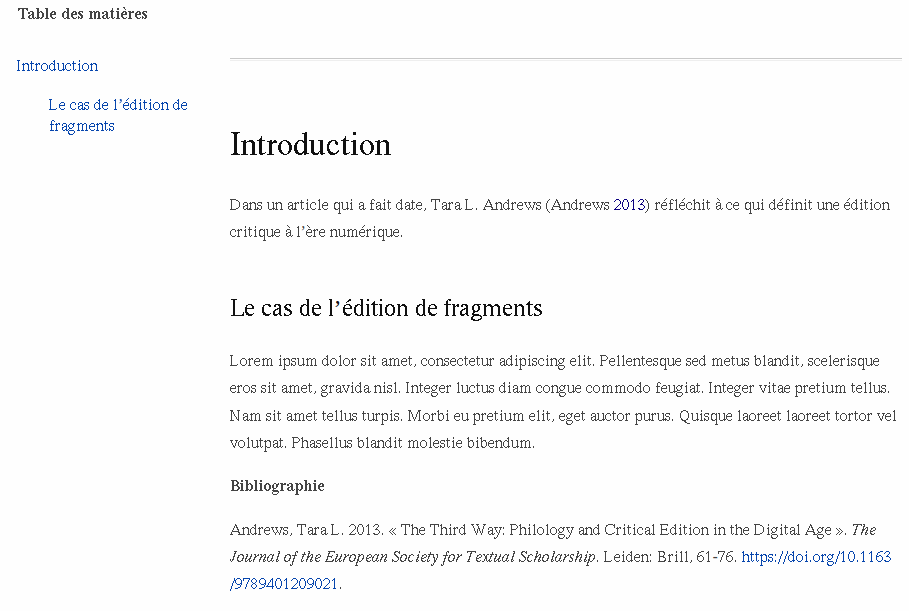 Table des matières
Introduction
Le cas de l’édition de
fragments
Introduction
Dans un article qui a fait date, Tara L. Andrews (Andrews 2013) réfléchit à ce qui définit une édition
critique à l’ère numérique.
Le cas de l’édition de fragments
Lorem ipsum dolor sit amet, consectetur adipiscing elit. Pellentesque sed metus blandit, scelerisque
eros sit amet, gravida nisl. Integer luctus diam congue commodo feugiat. Integer vitae pretium tellus.
Nam sit amet tellus turpis. Morbi eu pretium elit, eget auctor purus. Quisque laoreet laoreet tortor vel
volutpat. Phasellus blandit molestie bibendum.
Bibliographie
Andrews, Tara L. 2013. « The Third Way: Philology and Critical Edition in the Digital Age ». The
Journal of the European Society for Textual Scholarship. Leiden: Brill, 61-76. https://doi.org/10.1163
/9789401209021.